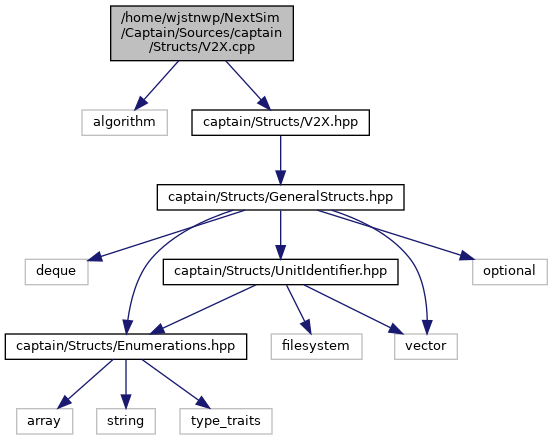 /home/wjstnwp/NextSim
/Captain/Sources/captain
/Structs/V2X.cpp
algorithm
captain/Structs/V2X.hpp
captain/Structs/GeneralStructs.hpp
deque
captain/Structs/UnitIdentifier.hpp
optional
captain/Structs/Enumerations.hpp
filesystem
vector
array
string
type_traits